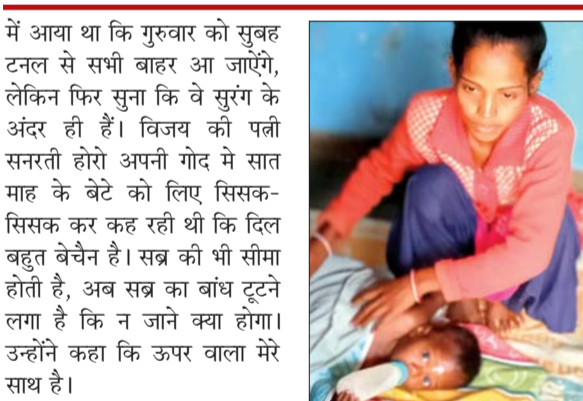 में आया था कि गुरुवार को सुबह
टनल से सभी बाहर आ जाऐंगे,
लेकिन फिर सुना कि वे सुरंग के
अंदर ही हैं। विजय की पत्नी
सनरती होरो अपनी गोद मे सात
माह के बेटे को लिए सिसक-
सिसक कर कह रही थी कि दिल
बहुत बेचैन है। सब्र की भी सीमा
होती है, अब सब्र का बांध टूटने
लगा है कि न जाने क्या होगा।
उन्होंने कहा कि ऊपर वाला मेरे
साथ है।